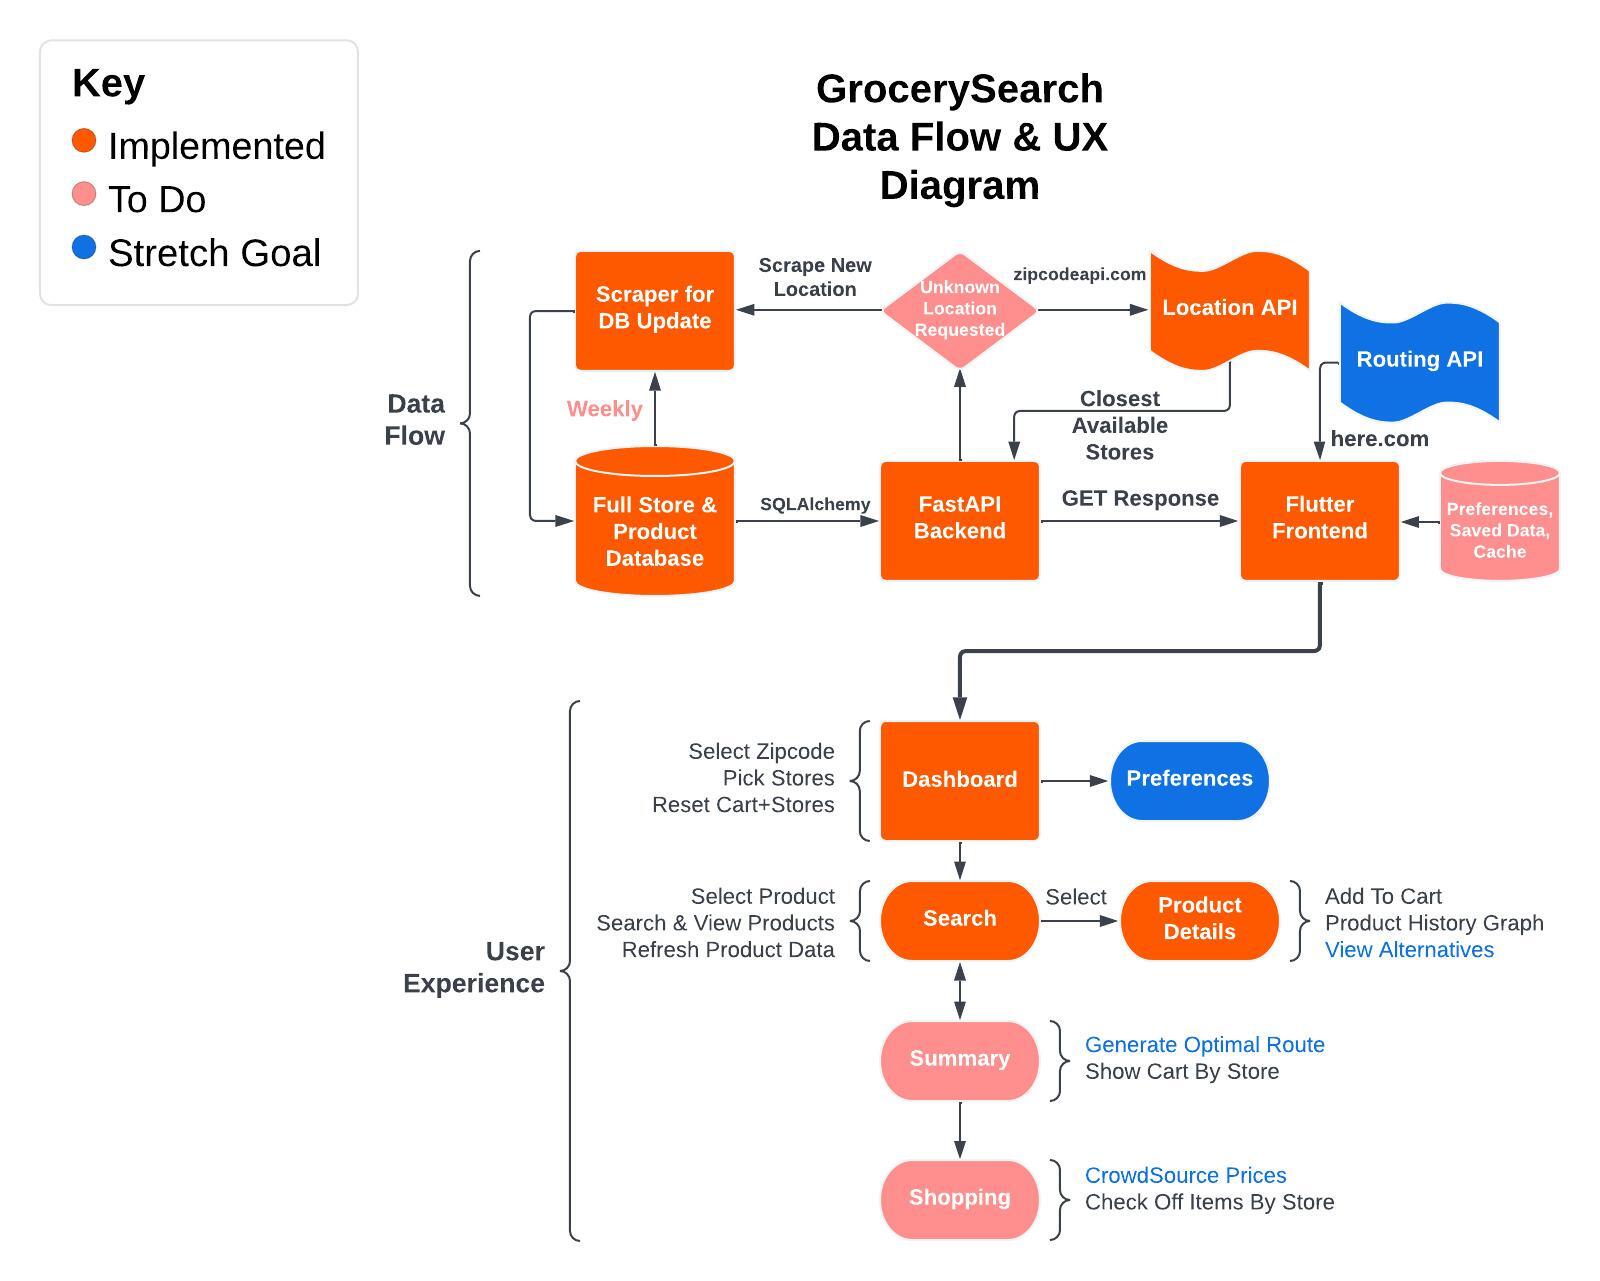 Key
Implemented
To Do
Stretch Goal
GrocerySearch
Data Flow & UX
Diagram
Data
Flow
Scraper for
DB Update
Scrape New
Location
Unknown
Location
Requested
zipcodeapi.com
Location API
Routing API
Weekly
Closest
Available
Stores
here.com
Full Store &
Product
Database
SQLAlchemy
FastAPI
Backend
GET Response
Flutter
Frontend
Preferences,
Saved Data,
Cache
User
Experience
Select Zipcode
Pick Stores
Reset Cart+Stores
Dashboard
Preferences
Select Product
Search & View Products
Refresh Product Data
Search
Select
Product
Details
Add To Cart
Product History Graph
View Alternatives
Summary
Generate Optimal Route
Show Cart By Store
Shopping
CrowdSource Prices
Check Off Items By Store